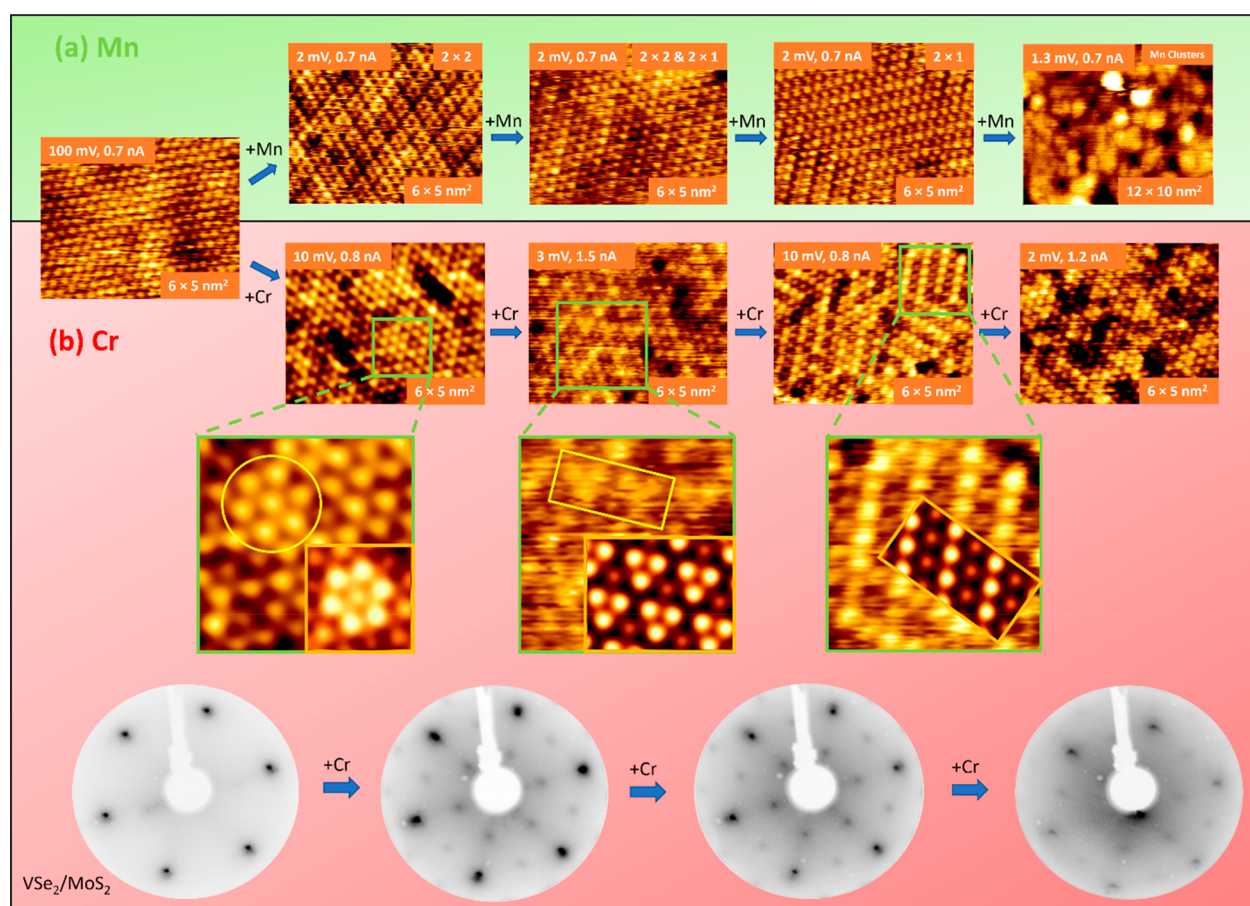 (a) Mn
2 mV, 0.7 nA
2 × 2
6 × 5 nm²
+Mn
2 mV, 0.7 nA
2 × 2 & 2 × 1
6 × 5 nm²
+Mn
2 mV, 0.7 nA
2 × 1
6 × 5 nm²
+Mn
1.3 mV, 0.7 nA
Mn Clusters
12 × 10 nm²
100 mV, 0.7 nA
6 × 5 nm²
+Mn
+Cr
(b) Cr
10 mV, 0.8 nA
6 × 5 nm²
+Cr
3 mV, 1.5 nA
5 × 5 nm²
+Cr
10 mV, 0.8 nA
6 × 5 nm²
+Cr
2 mV, 1.2 nA
6 × 5 nm²
+Cr
+Cr
+Cr
VSe₂/MoS₂